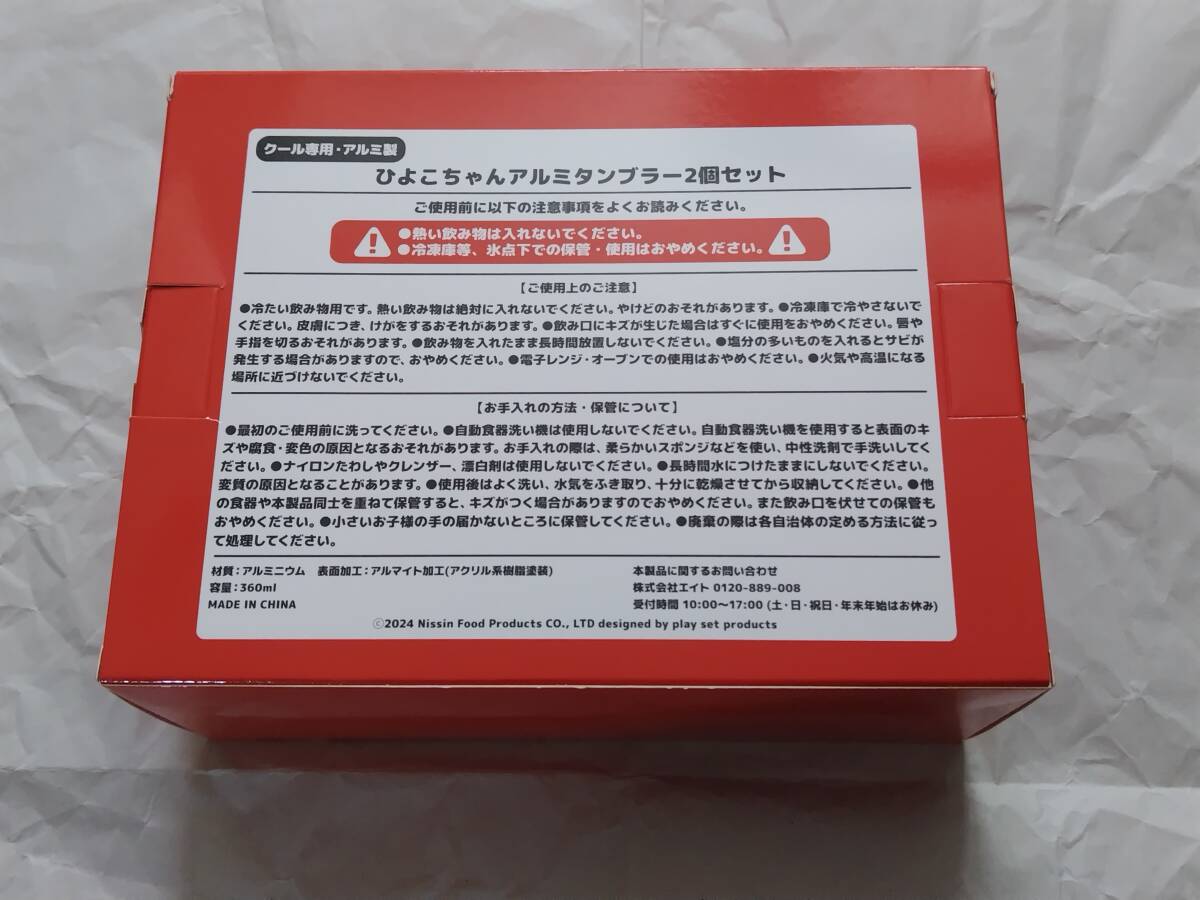 クール専用・アルミ製
ひよこちゃんアルミタンブラー2個セット
ご使用前に以下の注意事項をよくお読みください。
●熱い飲み物は入れないでください。
●冷凍庫等、氷点下での保管・使用はおやめください。
【ご使用上のご注意】
●冷たい飲み物用です。熱い飲み物は絶対に入れないでください。やけどのおそれがあります。●冷凍庫で冷やさないで
ください。皮膚につき、けがをするおそれがあります。●飲み口にキズが生じた場合はすぐに使用をおやめください。唇や
手指を切るおそれがあります。●飲み物を入れたまま長時間放置しないでください。●塩分の多いものを入れるとサビが
発生する場合がありますので、おやめください。●電子レンジ・オーブンでの使用はおやめください。●火気や高温になる
場所に近づけないでください。
【お手入れの方法・保管について】
●最初のご使用前に洗ってください。●自動食器洗い機は使用しないでください。自動食器洗い機を使用すると表面のキ
ズや腐食・変色の原因となるおそれがあります。お手入れの際は、柔らかいスポンジなどを使い、中性洗剤で手洗いしてく
ださい。●ナイロンたわしやクレンザー、漂白剤は使用しないでください。●長時間水につけたままにしないでください。
変質の原因となることがあります。●使用後はよく洗い、水気をふき取り、十分に乾燥させてから収納してください。●他
の食器や本製品同士を重ねて保管すると、キズがつく場合がありますのでおやめください。また飲み口を伏せての保管も
おやめください。●小さいお子様の手の届かないところに保管してください。●廃棄の際は各自治体の定める方法に従っ
て処理してください。
材質：アルミニウム 表面加工：アルマイト加工(アクリル系樹脂塗装)
容量：360ml
MADE IN CHINA
本製品に関するお問い合わせ
株式会社エイト 0120-889-008
受付時間 10:00〜17:00 (土・日・祝日・年末年始はお休み)
©2024 Nissin Food Products CO., LTD designed by play set products